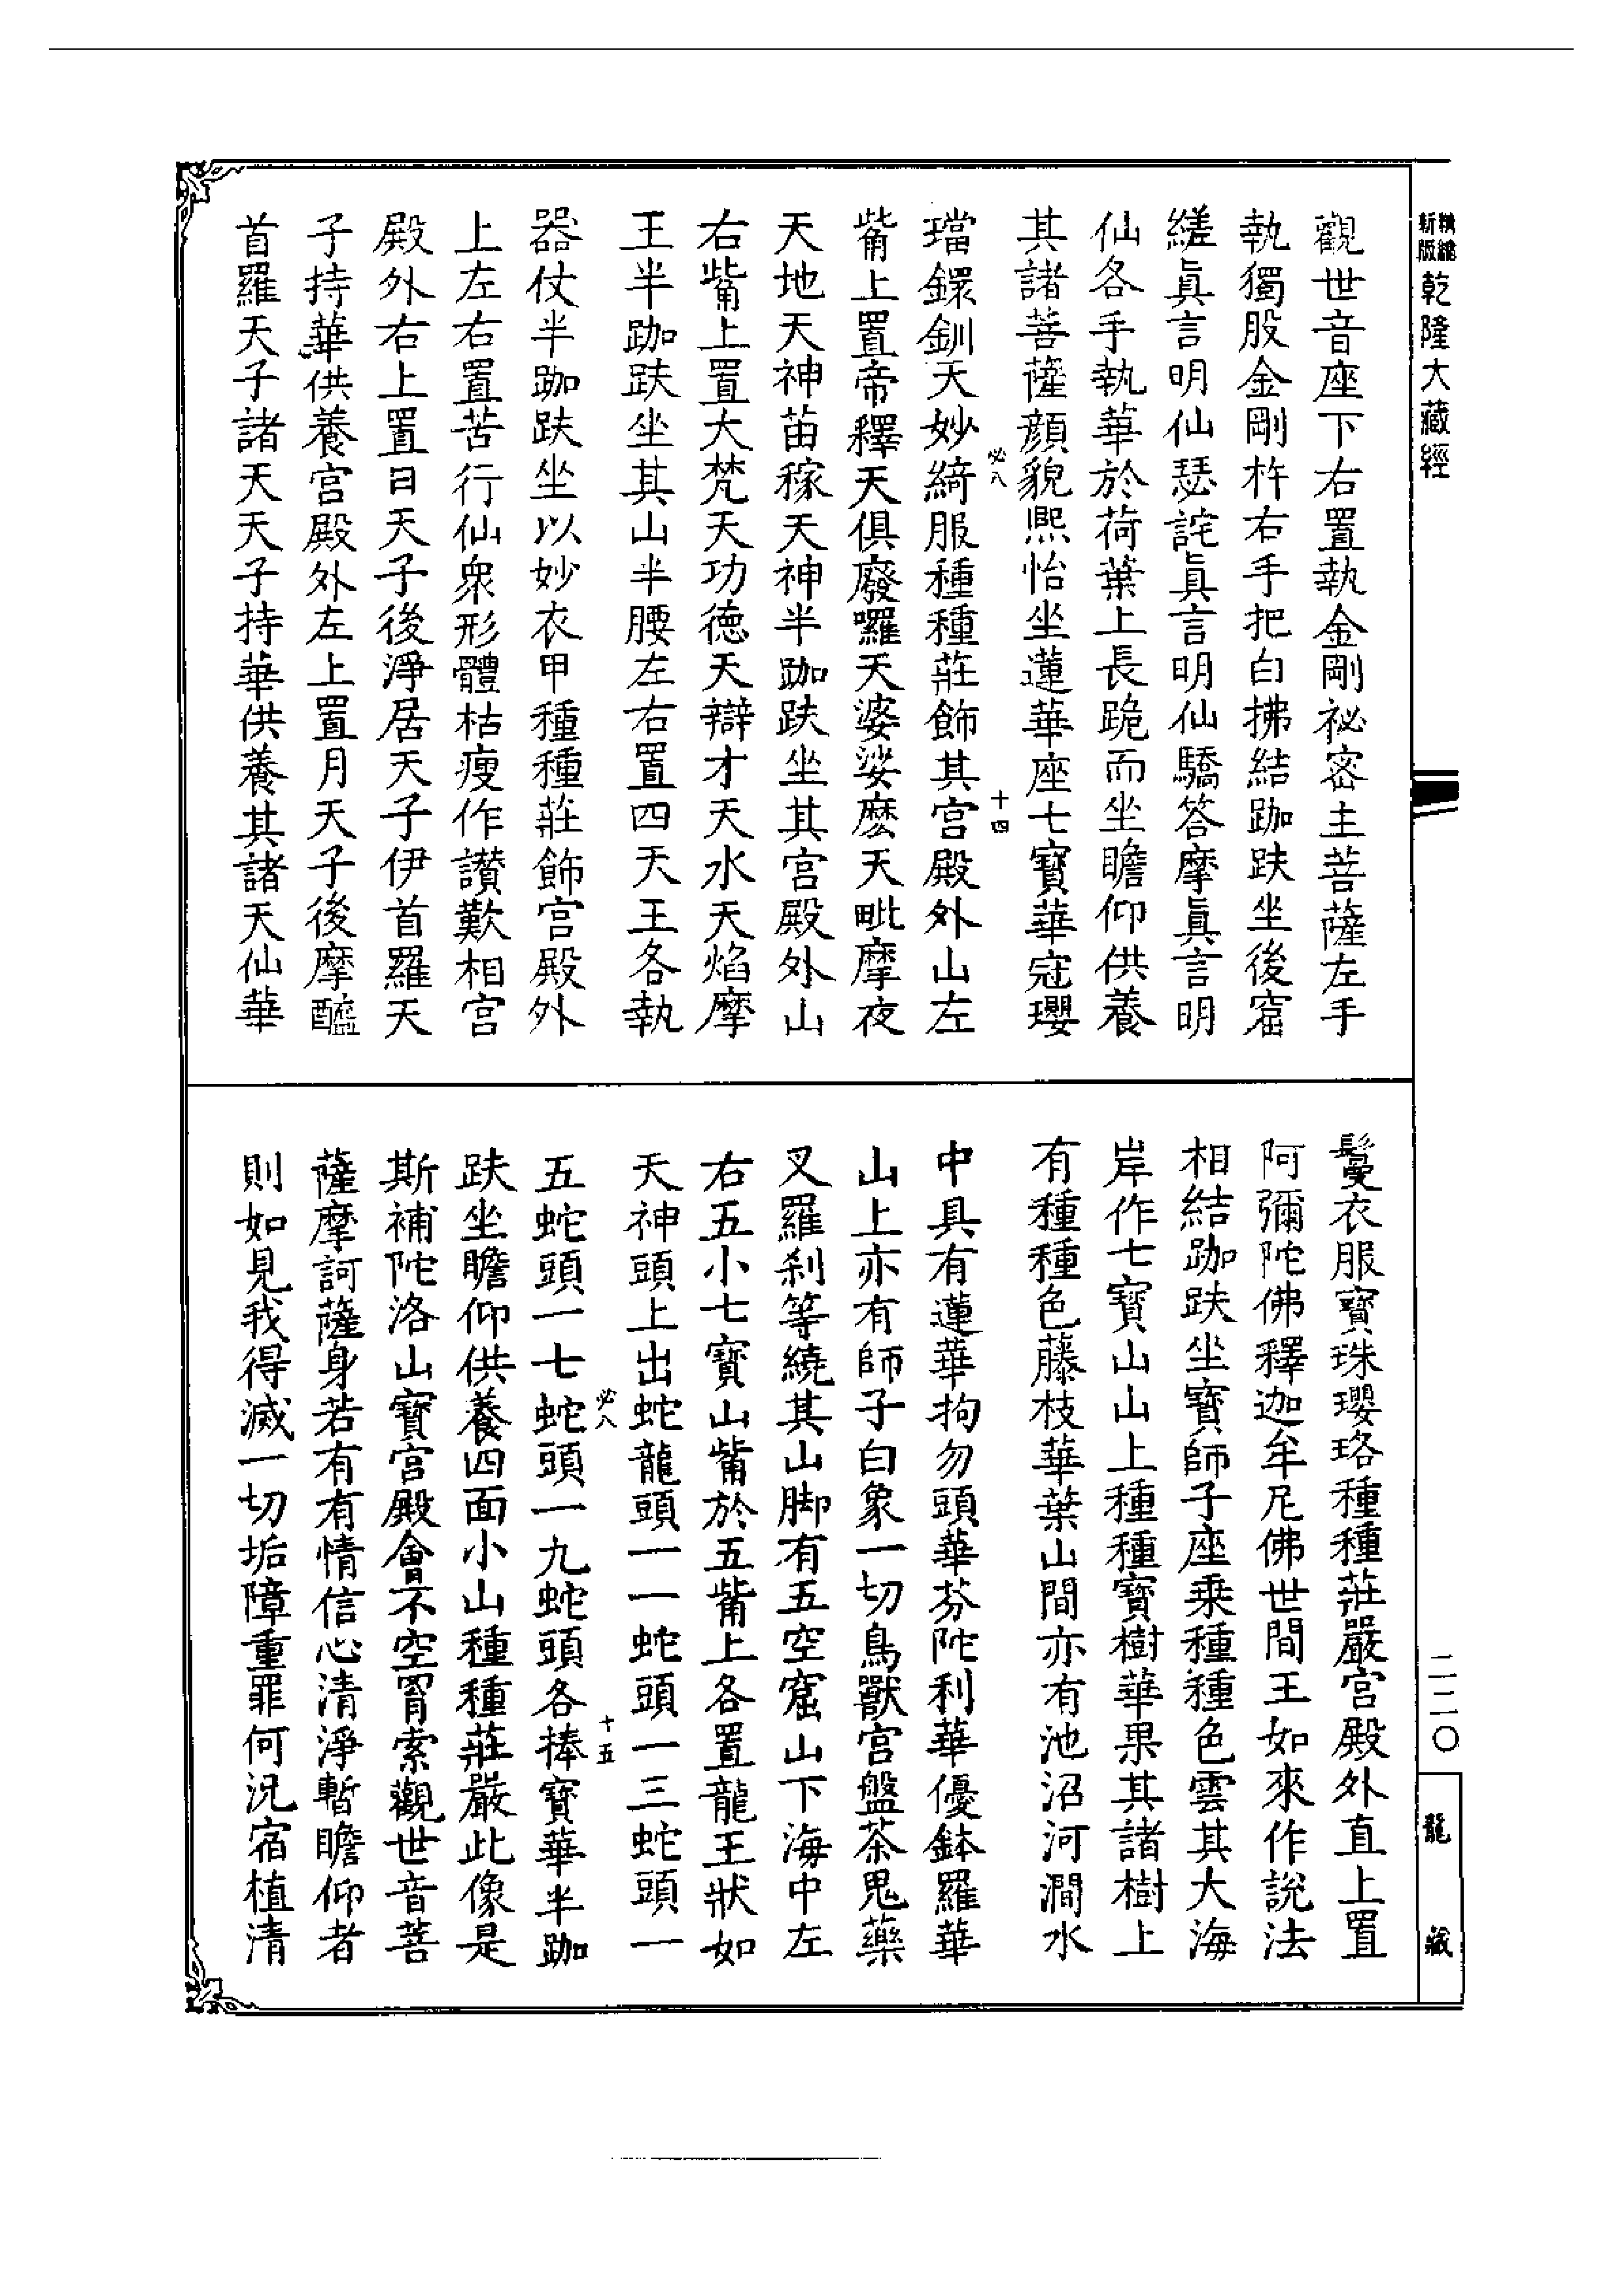 精縮新版乾隆大藏經
觀世音座下右置執金剛祕密主菩薩左手
執獨股金剛杵右手把白拂結跏趺坐後窟
縒眞言明仙瑟詫眞言明仙驕答摩眞言明
仙各手執華於荷葉上長跪而坐瞻仰供養
其諸菩薩顔貌熙怡坐蓮華座七寶華冠瓔
必八 十四
璫鐶釧天妙綺服種種莊飾其宮殿外山左
觜上置帝釋天俱廢囉天婆娑麼天毗摩夜
天地天神苗稼天神半跏趺坐其宮殿外山
右觜上置大梵天功德天辯才天水天焰摩
王半跏趺坐其山半腰左右置四天王各執
器仗半跏趺坐以妙衣甲種種莊飾宮殿外
上左右置苦行仙衆形體枯瘦作讚歎相宮
殿外右上置日天子後淨居天子伊首羅天
子持華供養宮殿外左上置月天子後摩醯
首羅天子諸天天子持華供養其諸天仙華
鬘衣服寶珠瓔珞種種莊嚴宮殿外直上置
阿彌陀佛釋迦牟尼佛世間王如來作說法
相結跏趺坐寶師子座乘種種色雲其大海
岸作七寶山山上種種寶樹華果其諸樹上
有種種色藤枝華葉山間亦有池沼河澗水
中具有蓮華拘勿頭華芬陀利華優鉢羅華
山上亦有師子白象一切鳥獸宮盤茶鬼藥
叉羅刹等繞其山脚有五空窟山下海中左
右五小七寶山觜於五觜上各置龍王狀如
天神頭上出蛇龍頭一一蛇頭一三蛇頭一
必八 十五
五蛇頭一七蛇頭一九蛇頭各捧寶華半跏
趺坐瞻仰供養四面小山種種莊嚴此像是
斯補陀洛山寶宮殿會不空罥索觀世音菩
薩摩訶薩身若有有情信心清淨暫瞻仰者
則如見我得滅一切垢障重罪何況宿植清
二二〇
龍藏